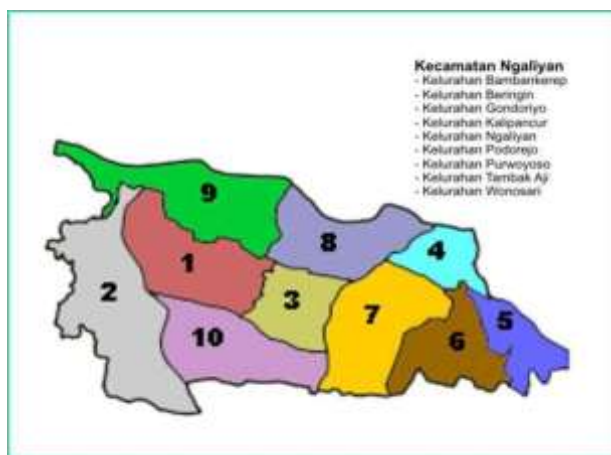 Kecamatan Ngaliyan
- Kelurahan Bambankerep
- Kelurahan Beringin
- Kelurahan Gondoriyo
- Kelurahan Kalipancur
- Kelurahan Ngaliyan
- Kelurahan Podorejo
- Kelurahan Purwoyoso
- Kelurahan Tambak Aji
- Kelurahan Wonosari
9
8
4
1
2
3
7
5
10
6